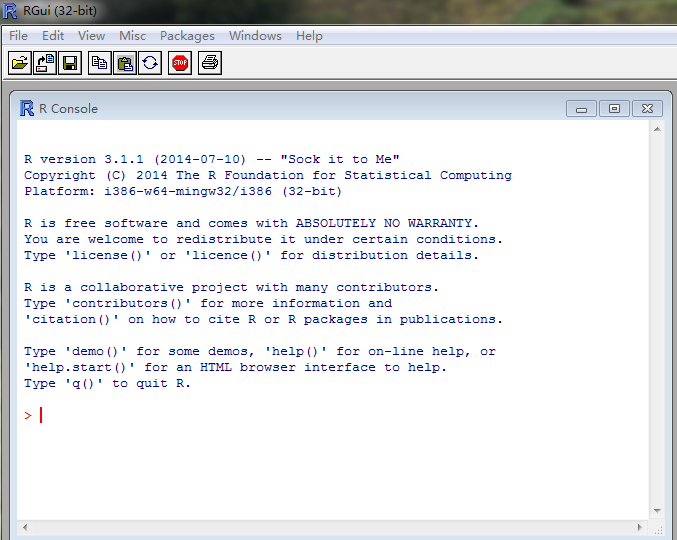 RGui (32-bit)
File Edit View Misc Packages Windows Help
STOP
R Console
R version 3.1.1 (2014-07-10) -- "Sock it to Me"
Copyright (C) 2014 The R Foundation for Statistical Computing
Platform: i386-w64-mingw32/i386 (32-bit)
R is free software and comes with ABSOLUTELY NO WARRANTY.
You are welcome to redistribute it under certain conditions.
Type 'license()' or 'licence()' for distribution details.
R is a collaborative project with many contributors.
Type 'contributors()' for more information and
'citation()' on how to cite R or R packages in publications.
Type 'demo()' for some demos, 'help()' for on-line help, or
'help.start()' for an HTML browser interface to help.
Type 'q()' to quit R.
>